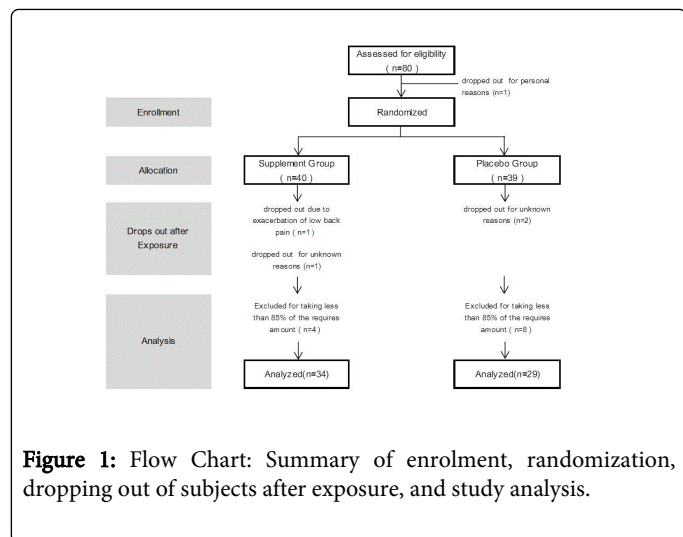 Assessed for eligibility
( n=80)
dropped out for personal
reasons (n=1)
Enrollment
Randomized
Allocation
Supplement Group
( n=40 )
Placebo Group
( n=39 )
Drops out after
Exposure
dropped out due to
exacerbation of low back
pain ( n=1 )
dropped out for unknown
reasons (n=1)
dropped out for unknown
reasons (n=2)
Analysis
Excluded for taking less
than 85% of the requires
amount ( n=4 )
Excluded for taking less
than 85% of the requires
amount ( n=8 )
Analyzed(n=34)
Analyzed(n=29)
Figure 1: Flow Chart: Summary of enrolment, randomization,
dropping out of subjects after exposure, and study analysis.